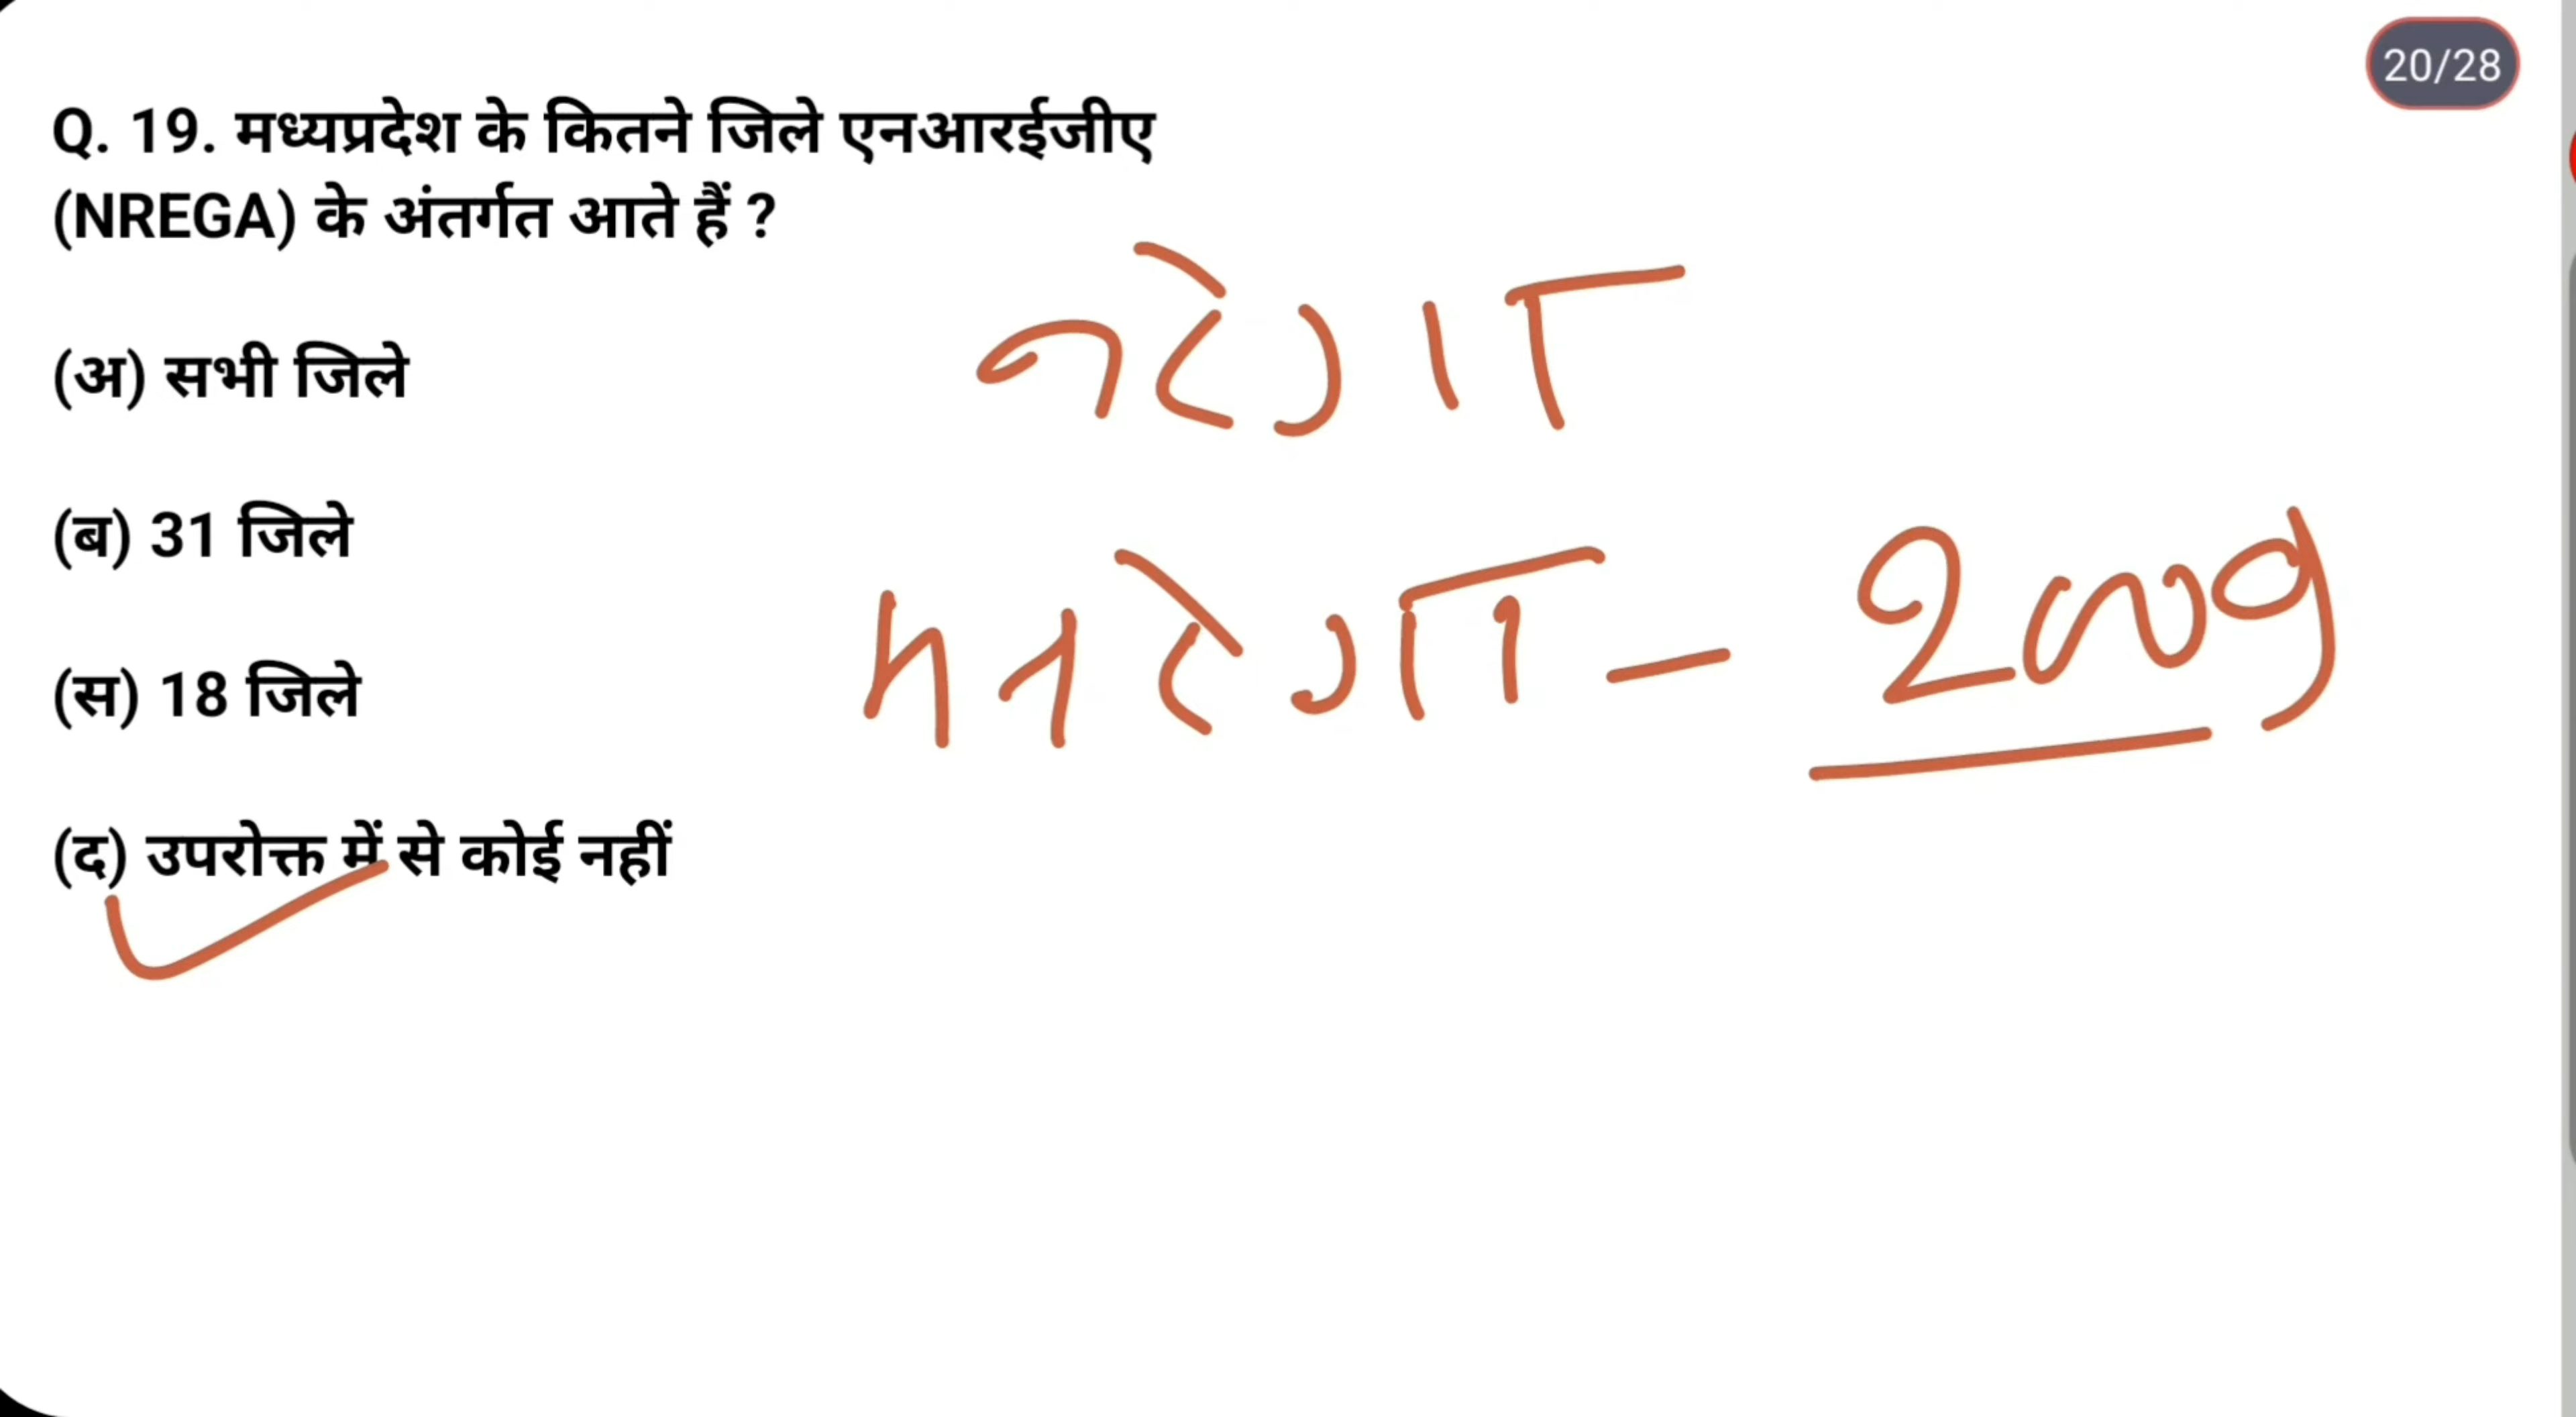 20/28
Q. 19. मध्यप्रदेश के कितने जिले एनआरईजीए
(NREGA) के अंतर्गत आते हैं ?
नरेगा
(अ) सभी जिले
(ब) 31 जिले
मनरेगा - 2009
(स) 18 जिले
(द) उपरोक्त में से कोई नहीं